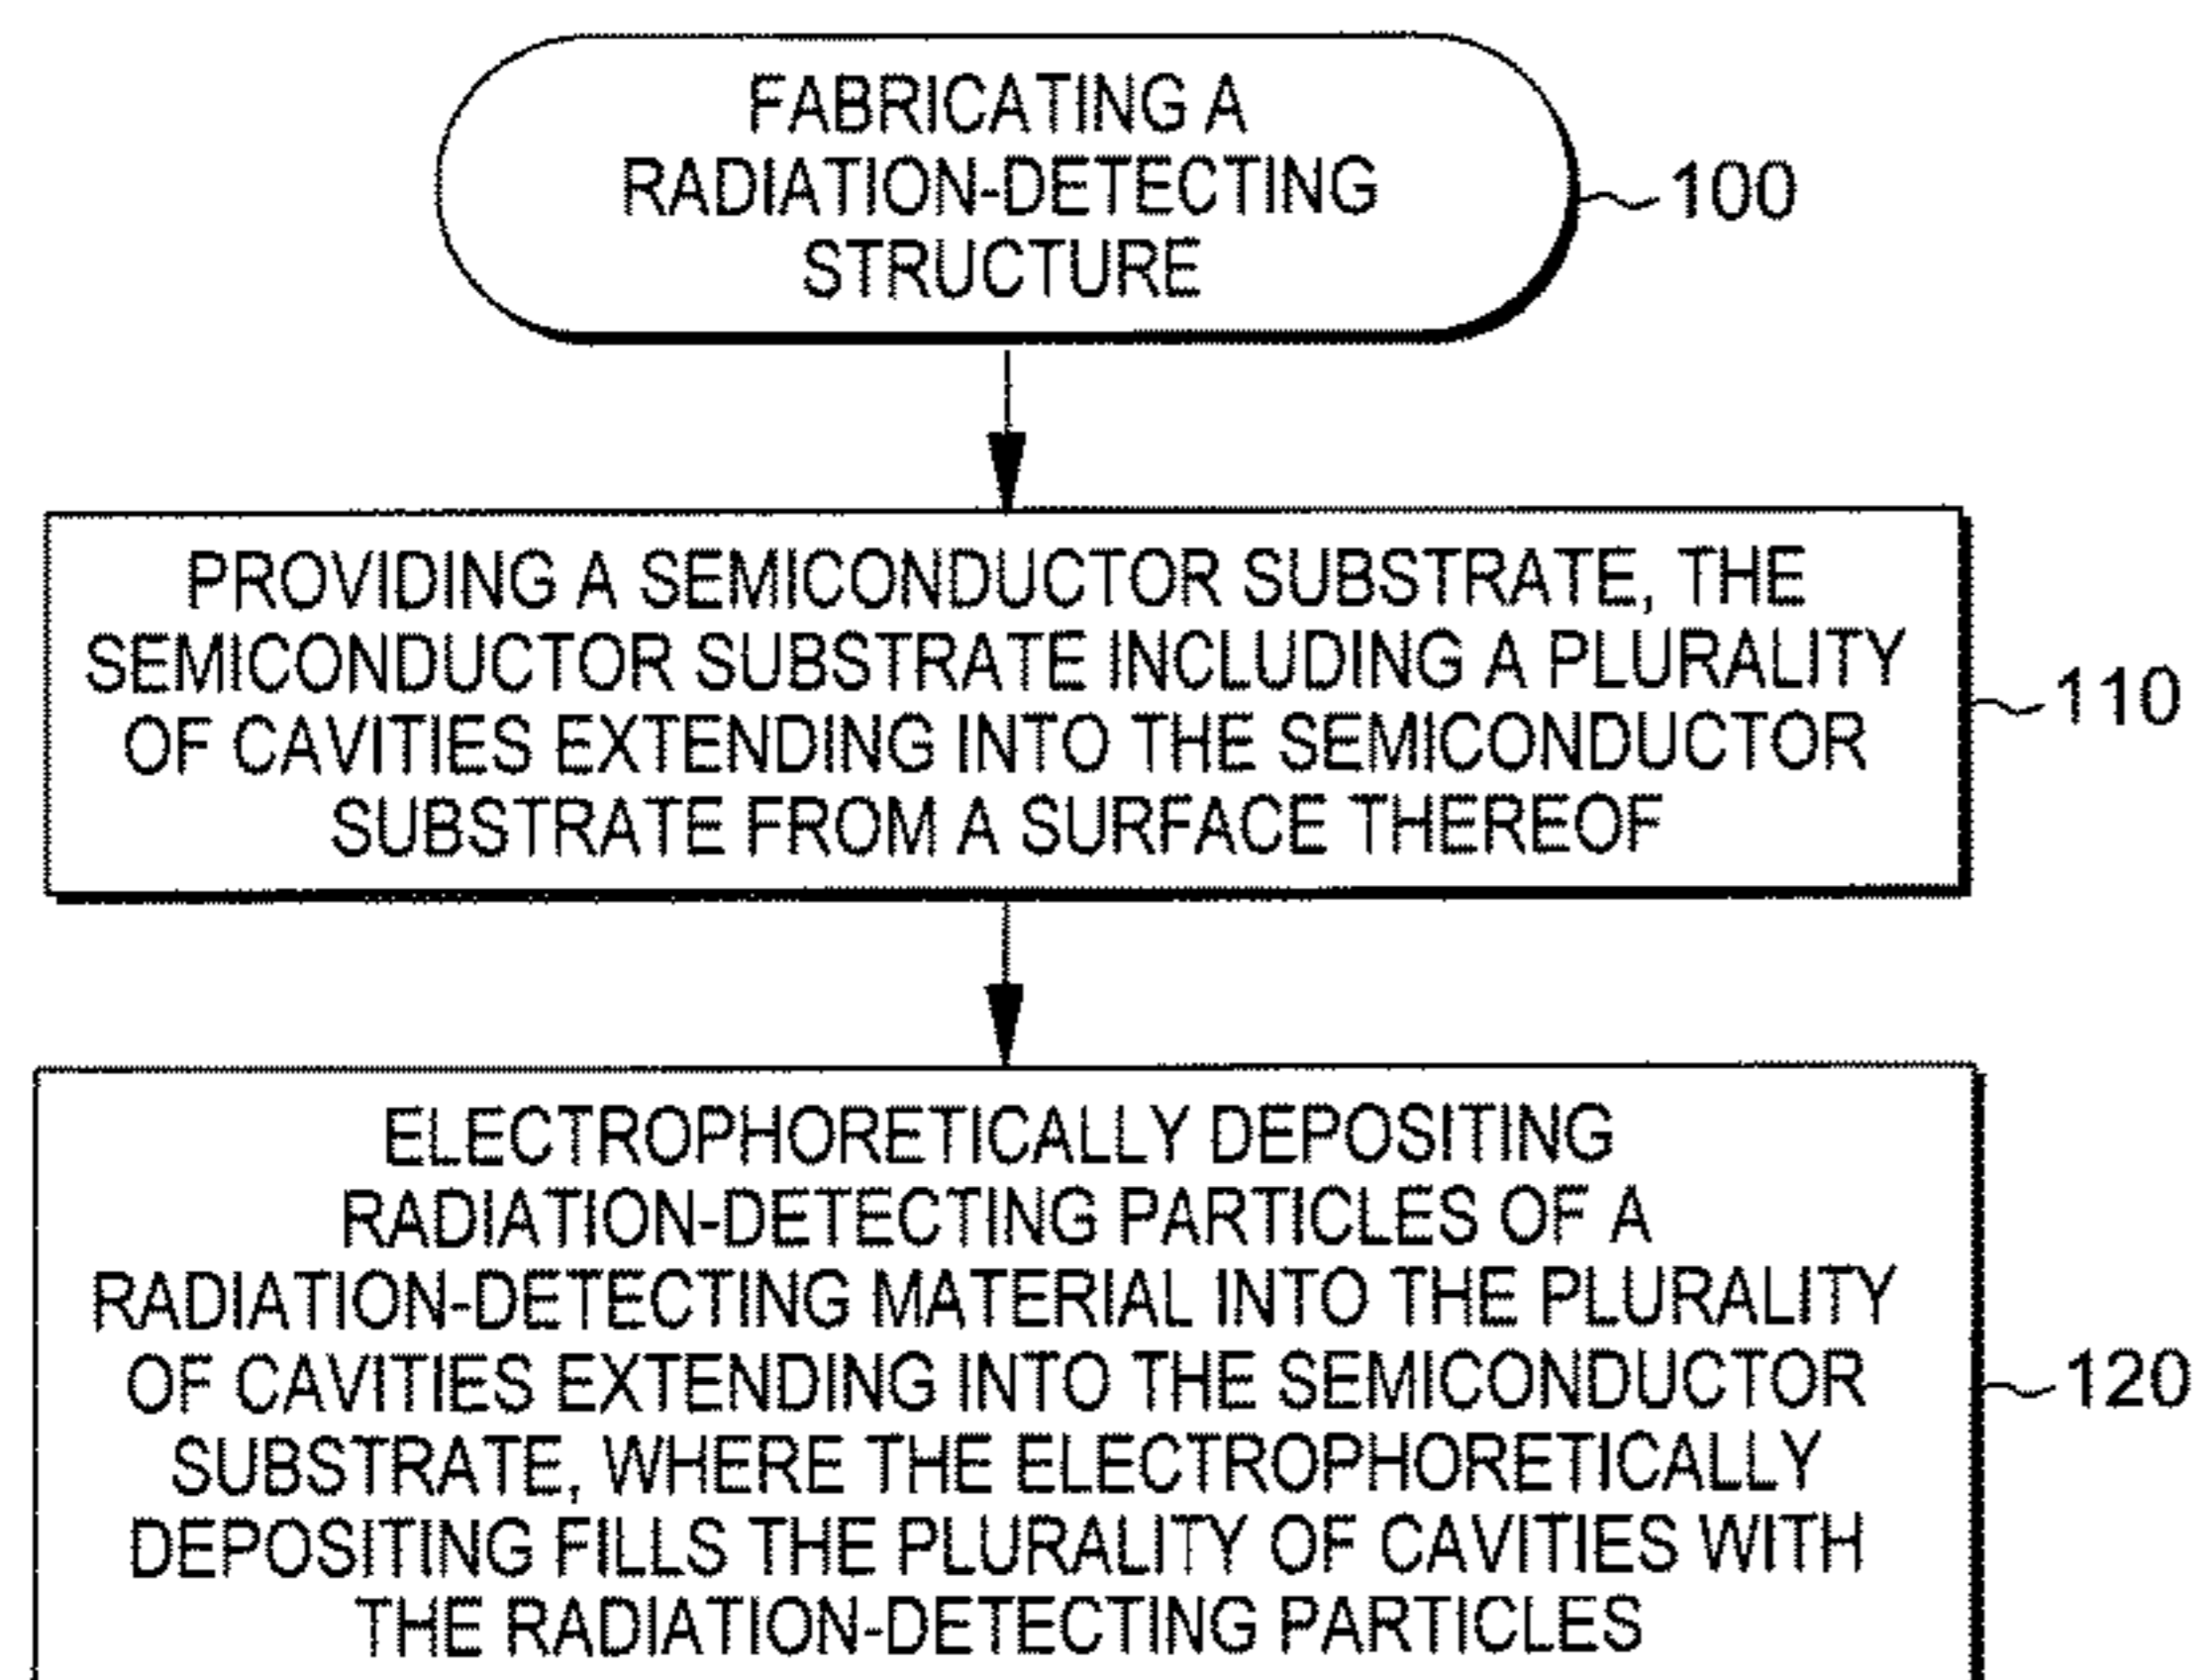 FABRICATING A
RADIATION-DETECTING
STRUCTURE
100
PROVIDING A SEMICONDUCTOR SUBSTRATE, THE
SEMICONDUCTOR SUBSTRATE INCLUDING A PLURALITY
OF CAVITIES EXTENDING INTO THE SEMICONDUCTOR
SUBSTRATE FROM A SURFACE THEREOF
110
ELECTROPHORETICALLY DEPOSITING
RADIATION-DETECTING PARTICLES OF A
RADIATION-DETECTING MATERIAL INTO THE PLURALITY
OF CAVITIES EXTENDING INTO THE SEMICONDUCTOR
SUBSTRATE, WHERE THE ELECTROPHORETICALLY
DEPOSITING FILLS THE PLURALITY OF CAVITIES WITH
THE RADIATION-DETECTING PARTICLES
120